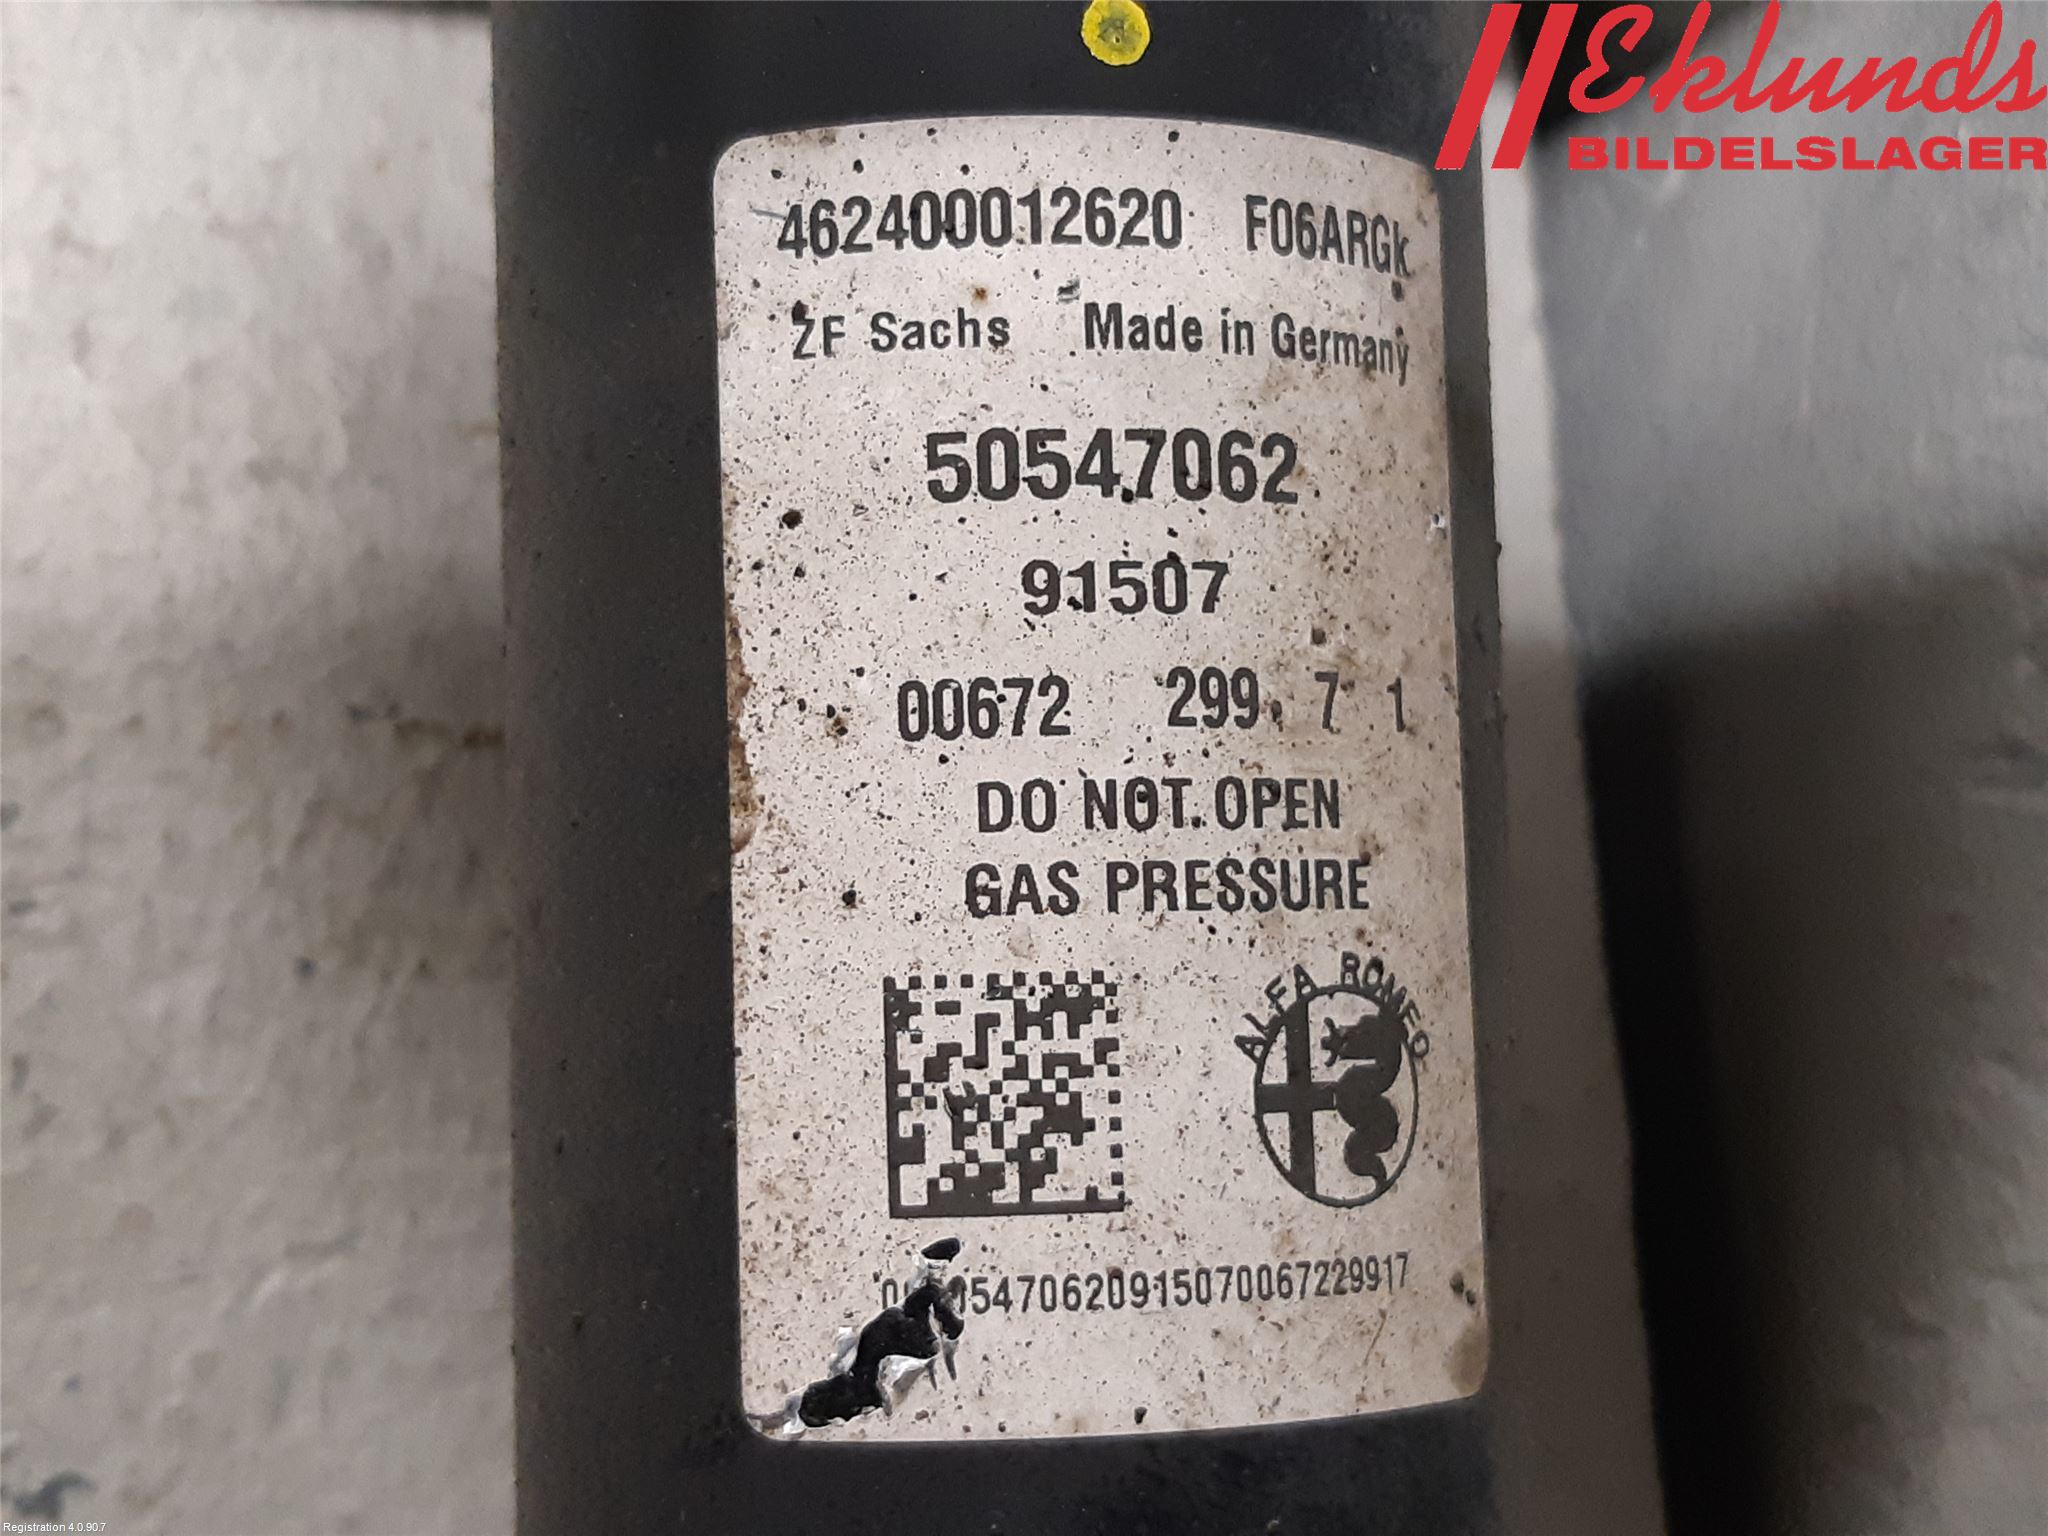 Eklunds
BILDELSLAGER
462400012620 F06ARGk
ZF Sachs Made in Germany
50547062
91507
00672 299 7 1
DO NOT OPEN
GAS PRESSURE
ALFA ROMEO
Registration 4.0.90.7